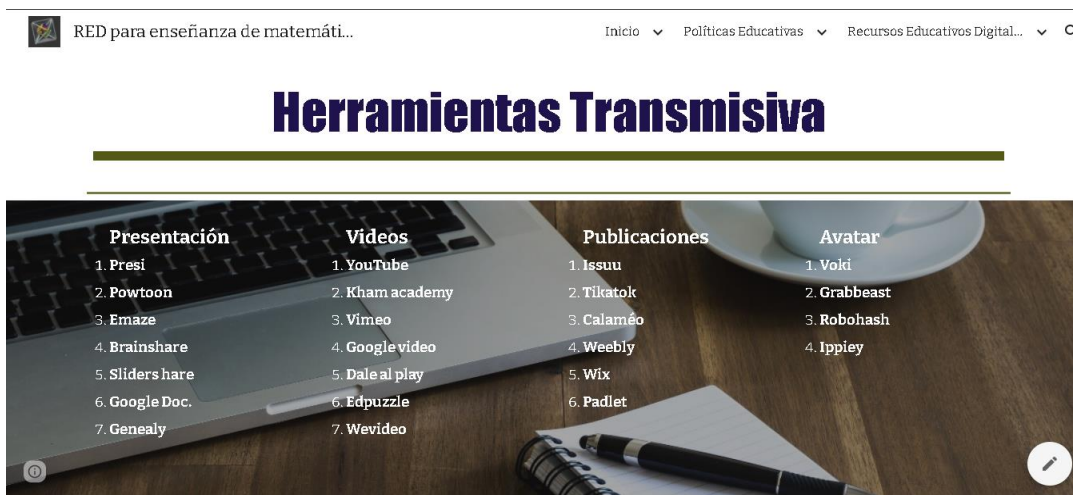 RED para enseñanza de matemáti...
Inicio
Políticas Educativas
Recursos Educativos Digital...
Herramientas Transmisiva
Presentación
1. Presi
2. Powtoon
3. Emaze
4. Brainshare
5. Sliders hare
6. Google Doc.
7. Genealy
Videos
1. YouTube
2. Kham academy
3. Vimeo
4. Google video
5. Dale al play
6. Edpuzzle
7. Wevideo
Publicaciones
1. Issuu
2. Tikatok
3. Calaméo
4. Weebly
5. Wix
6. Padlet
Avatar
1. Voki
2. Grabbeast
3. Robohash
4. Ippiey